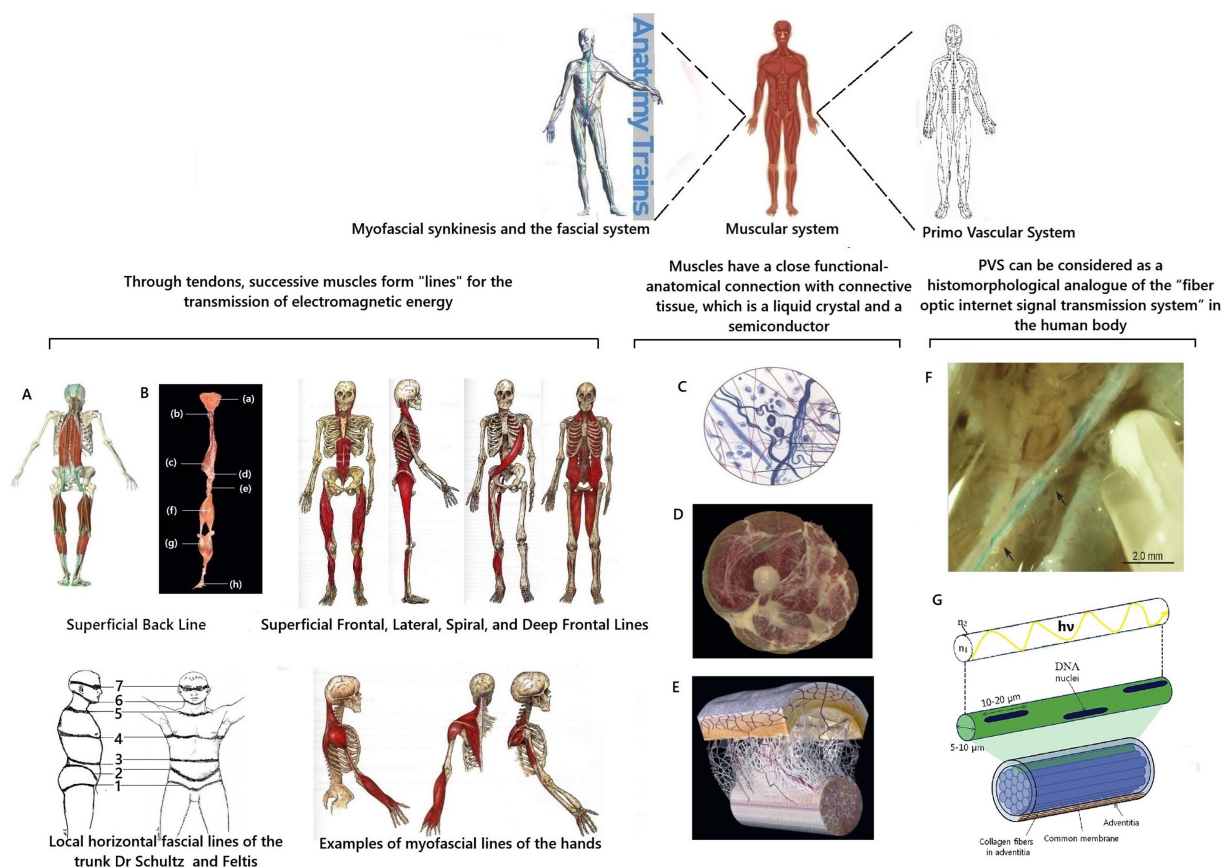 Anatomy Trains
Myofascial synkinesis and the fascial system
Muscular system
Primo Vascular System
Through tendons, successive muscles form "lines" for the
transmission of electromagnetic energy
Muscles have a close functional-
anatomical connection with connective
tissue, which is a liquid crystal and a
semiconductor
PVS can be considered as a
histomorphological analogue of the “fiber
optic internet signal transmission system” in
the human body
A
B
(a)
(b)
(c)
(d)
(e)
(f)
(g)
(h)
Superficial Back Line
Superficial Frontal, Lateral, Spiral, and Deep Frontal Lines
7
6
5
4
3
2
1
Local horizontal fascial lines of the
trunk Dr Schultz and Feltis
Examples of myofascial lines of the hands
C
D
E
F
2.0 mm
G
n₂
n₁
hν
DNA
nuclei
10-20 μm
5-10 μm
Adventitia
Common membrane
Collagen fibers
in adventitia